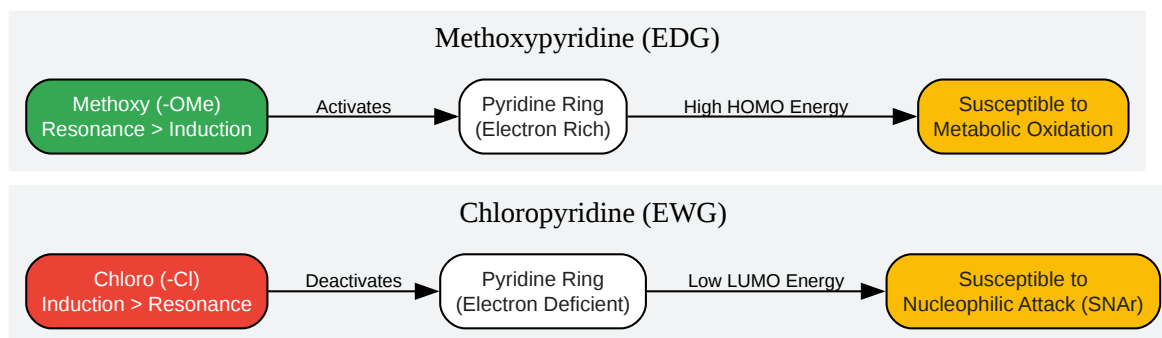 Methoxypyridine (EDG)
Methoxy (-OMe)
Resonance > Induction
Activates
Pyridine Ring
(Electron Rich)
High HOMO Energy
Susceptible to
Metabolic Oxidation
Chloropyridine (EWG)
Chloro (-Cl)
Induction > Resonance
Deactivates
Pyridine Ring
(Electron Deficient)
Low LUMO Energy
Susceptible to
Nucleophilic Attack (SNAr)